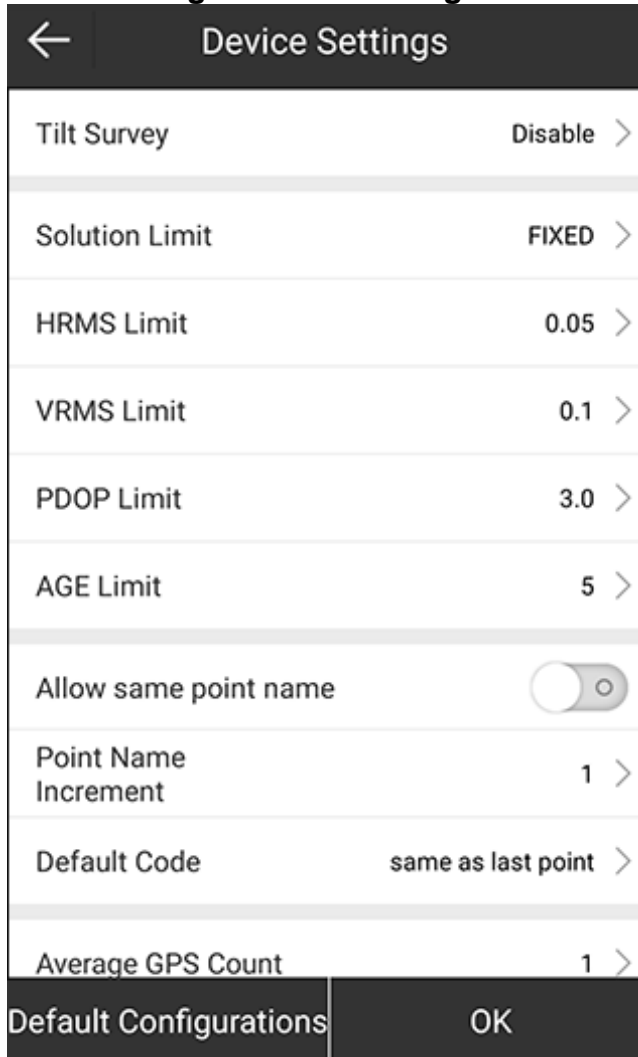 Device Settings
Tilt Survey Disable
Solution Limit FIXED
HRMS Limit 0.05
VRMS Limit 0.1
PDOP Limit 3.0
AGE Limit 5
Allow same point name
Point Name
Increment 1
Default Code same as last point
Average GPS Count 1
Default Configurations OK